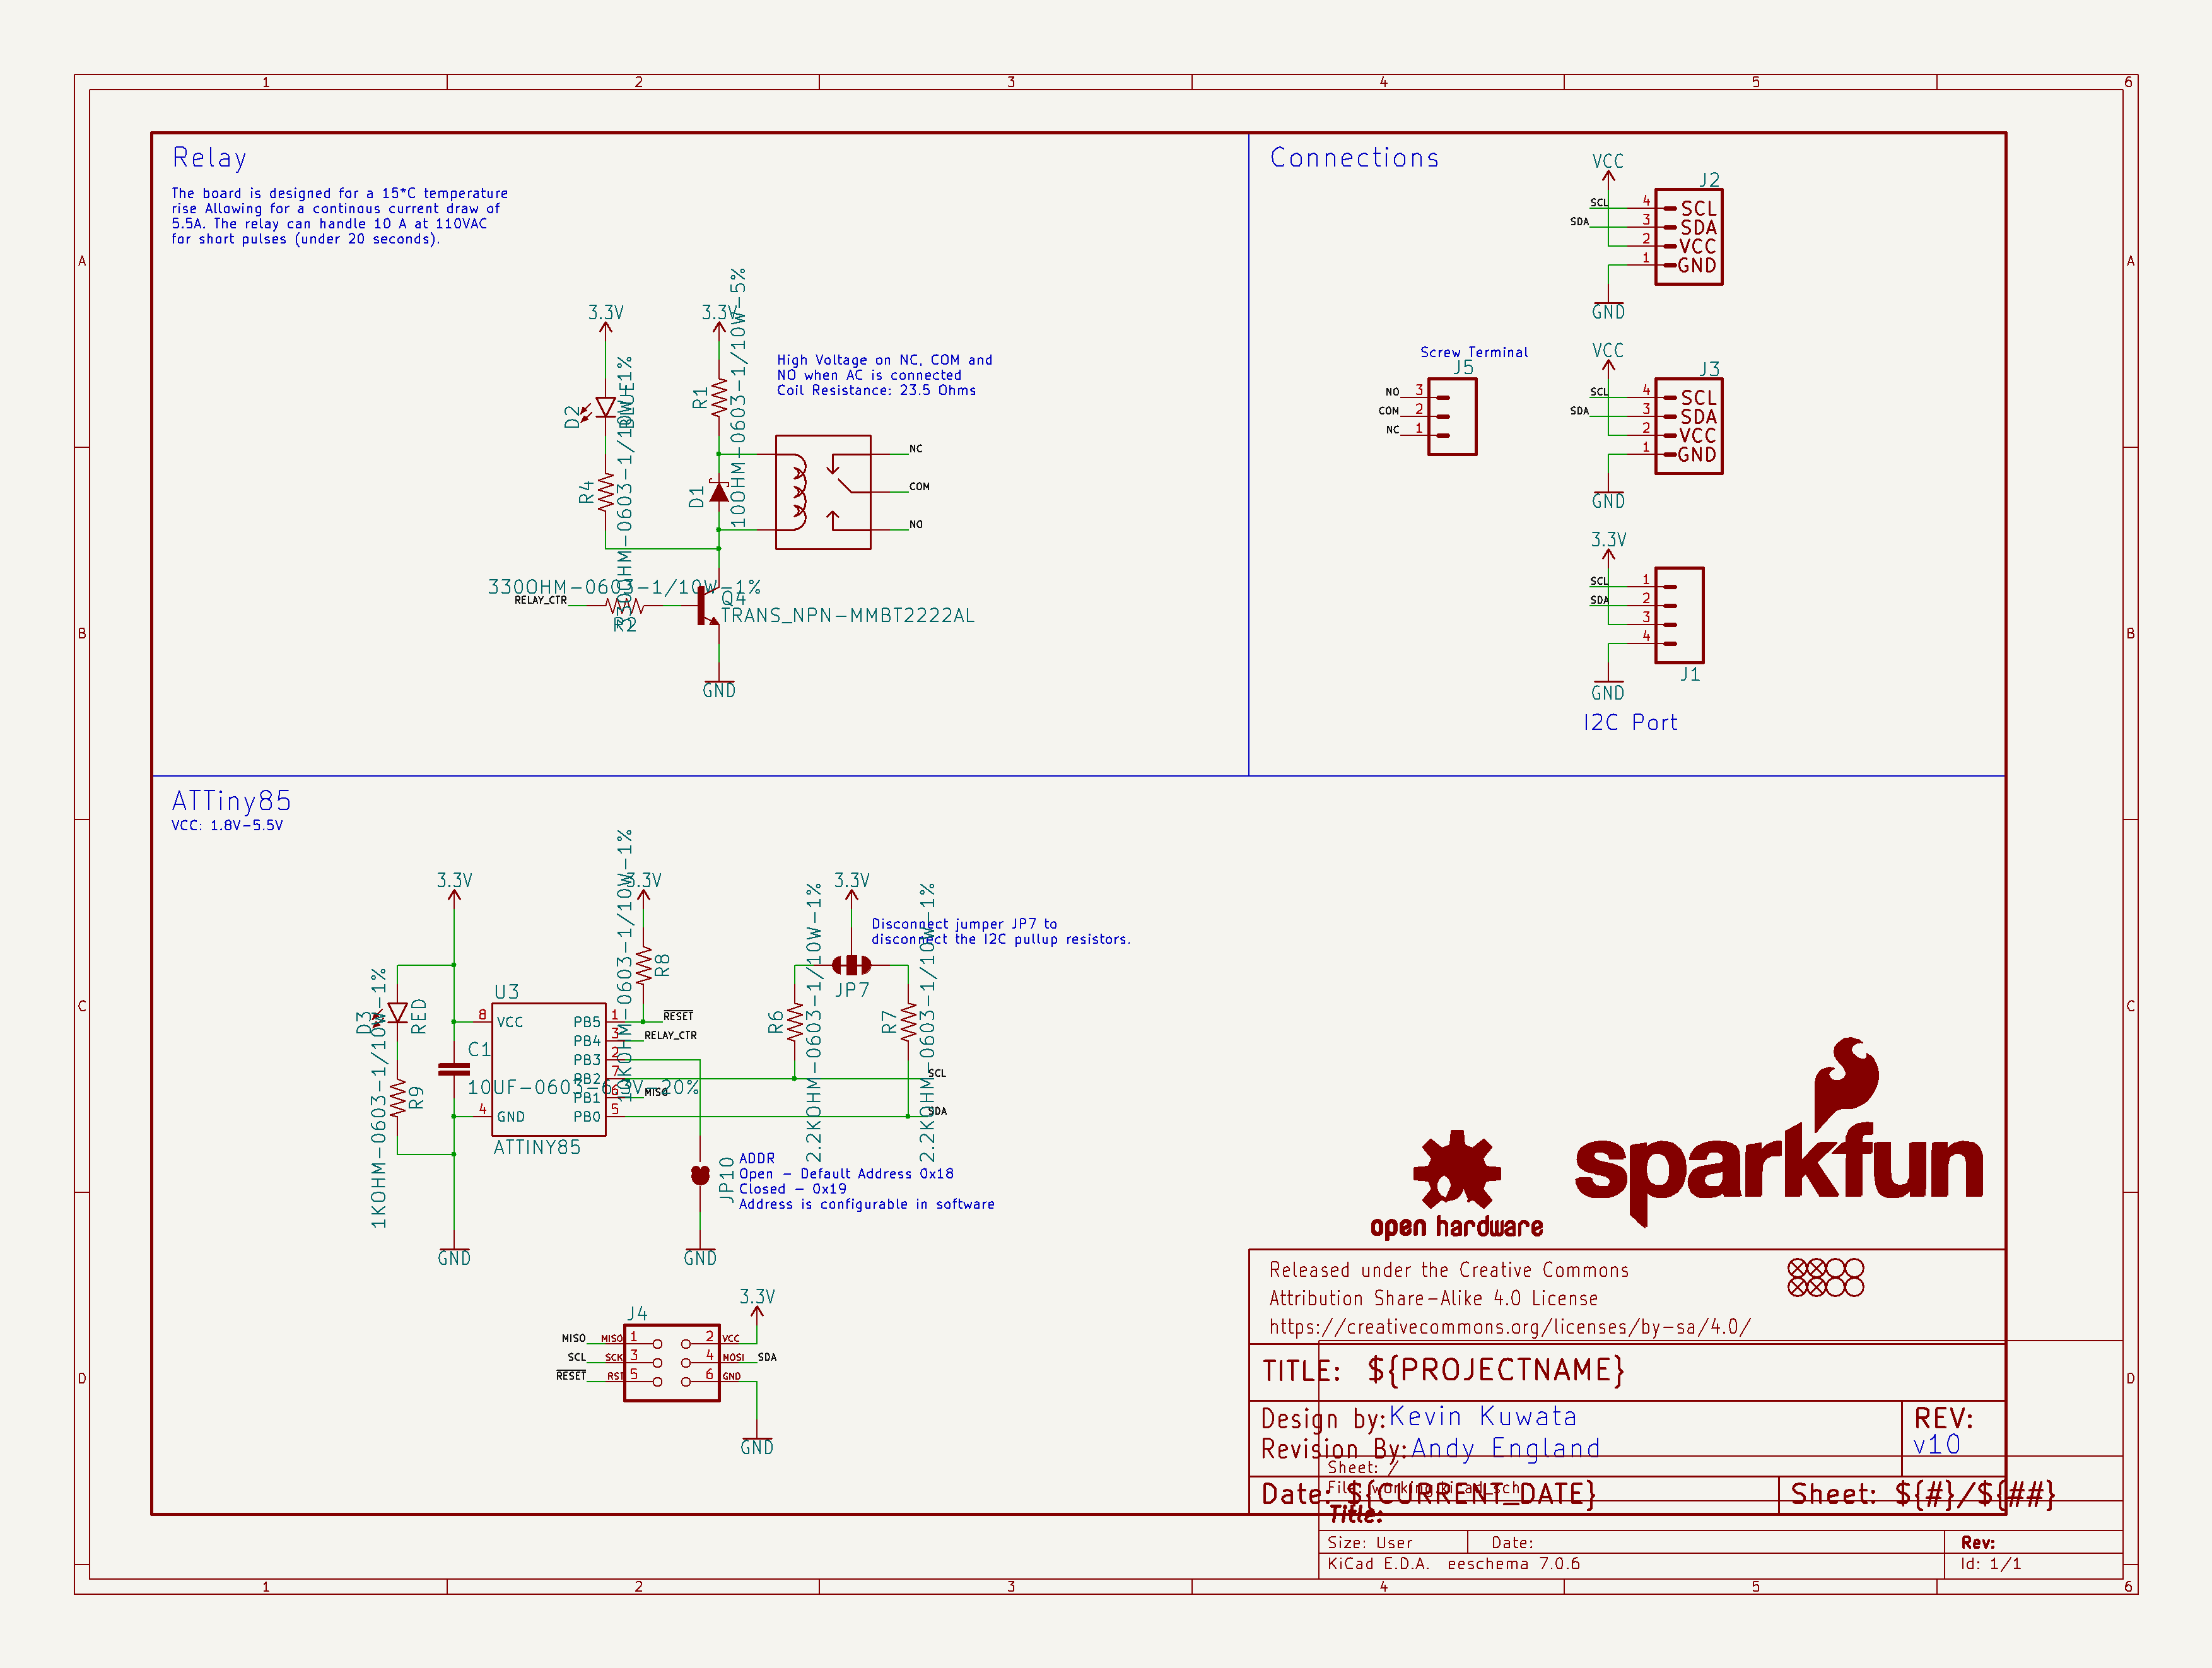 1 2 3 4 5 6
A A
B B
C C
D D
Relay
The board is designed for a 15*C temperature
rise Allowing for a continous current draw of
5.5A. The relay can handle 10 A at 110VAC
for short pulses (under 20 seconds).
3.3V
3.3V
D2
BLUE
R4
330OHM-0603-1/10W-1%
R1
10OHM-0603-1/10W-5%
D1
High Voltage on NC, COM and
NO when AC is connected
Coil Resistance: 23.5 Ohms
NC
COM
NO
330OHM-0603-1/10W-1%
RELAY_CTR
R2
Q4
TRANS_NPN-MMBT2222AL
GND
Connections
VCC
J2
SCL 4 SCL
SDA 3 SDA
2 VCC
1 GND
GND
Screw Terminal
J5
NO 3
COM 2
NC 1
VCC
J3
SCL 4 SCL
SDA 3 SDA
2 VCC
1 GND
GND
3.3V
SCL 1
SDA 2
3
4
J1
GND
I2C Port
ATTiny85
VCC: 1.8V-5.5V
3.3V
3.3V
3.3V
Disconnect jumper JP7 to
disconnect the I2C pullup resistors.
JP7
R8
10KOHM-0603-1/10W-1%
R6
2.2KOHM-0603-1/10W-1%
R7
2.2KOHM-0603-1/10W-1%
D3
RED
R9
1KOHM-0603-1/10W-1%
C1
10UF-0603-6.3V-20%
U3
8 VCC PB5 1 RESET
PB4 3 RELAY_CTR
PB3 2
PB2 7 SCL
PB1 6 MISO
4 GND PB0 5 SDA
ATTINY85
JP10
ADDR
Open - Default Address 0x18
Closed - 0x19
Address is configurable in software
GND
GND
3.3V
J4
MISO MISO 1 2 VCC
SCL SCK 3 4 MOSI SDA
RESET RST 5 6 GND
GND
open hardware
sparkfun
Released under the Creative Commons
Attribution Share-Alike 4.0 License
https://creativecommons.org/licenses/by-sa/4.0/
TITLE: ${PROJECTNAME}
Design by: Kevin Kuwata
REV:
v10
Revision By: Andy England
Sheet: /
File: working.kicad_sch
Date: ${CURRENT_DATE}
Sheet: ${#}/${##}
Title:
Size: User Date: Rev:
KiCad E.D.A. eeschema 7.0.6 Id: 1/1
1 2 3 4 5 6